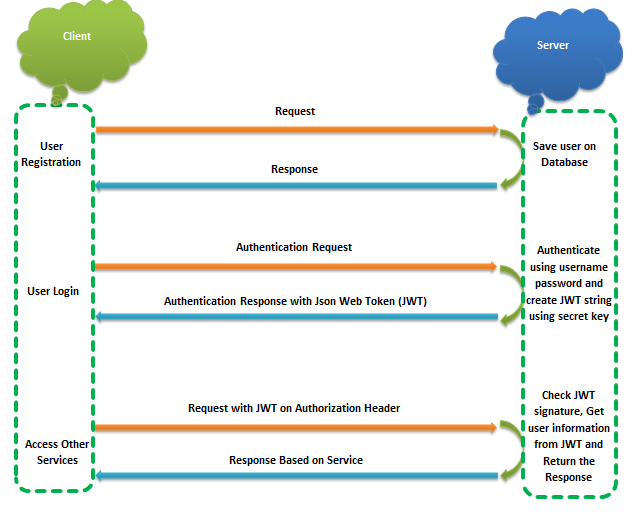 Client
Server
Request
User
Registration
Save user on
Database
Response
Authentication Request
User Login
Authenticate
using username
password and
create JWT string
using secret key
Authentication Response with Json Web Token (JWT)
Request with JWT on Authorization Header
Access Other
Services
Check JWT
signature, Get
user information
from JWT and
Return the
Response
Response Based on Service